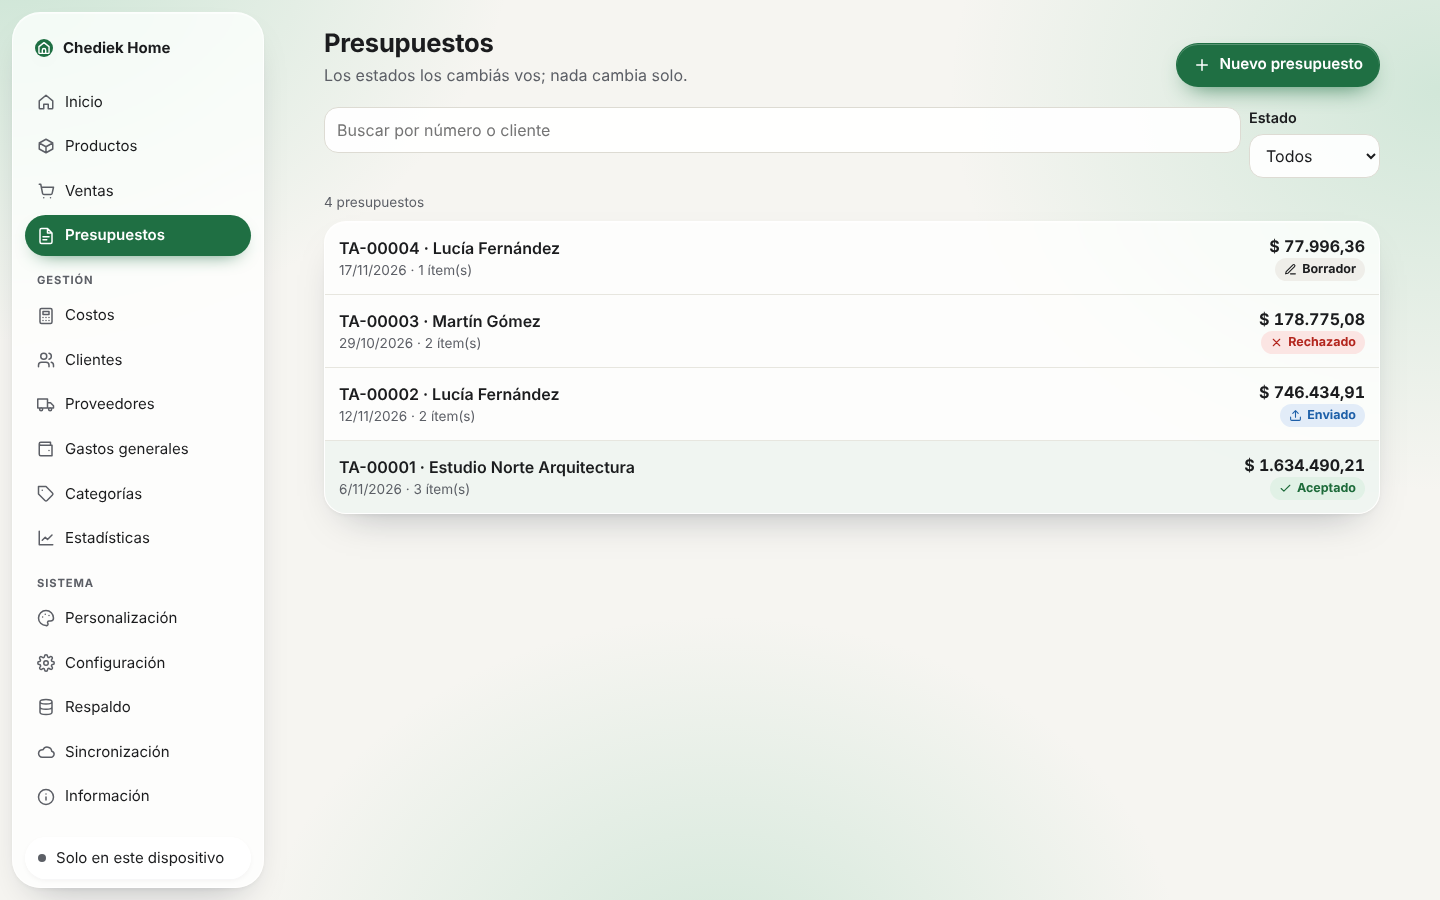 Chediek Home
Inicio
Productos
Ventas
Presupuestos
GESTIÓN
Costos
Clientes
Proveedores
Gastos generales
Categorías
Estadísticas
SISTEMA
Personalización
Configuración
Respaldo
Sincronización
Información
Solo en este dispositivo
Presupuestos
Los estados los cambiás vos; nada cambia solo.
Nuevo presupuesto
Buscar por número o cliente
Estado
Todos
4 presupuestos
TA-00004 · Lucía Fernández
$ 77.996,36
17/11/2026 · 1 ítem(s)
Borrador
TA-00003 · Martín Gómez
$ 178.775,08
29/10/2026 · 2 ítem(s)
Rechazado
TA-00002 · Lucía Fernández
$ 746.434,91
12/11/2026 · 2 ítem(s)
Enviado
TA-00001 · Estudio Norte Arquitectura
$ 1.634.490,21
6/11/2026 · 3 ítem(s)
Aceptado